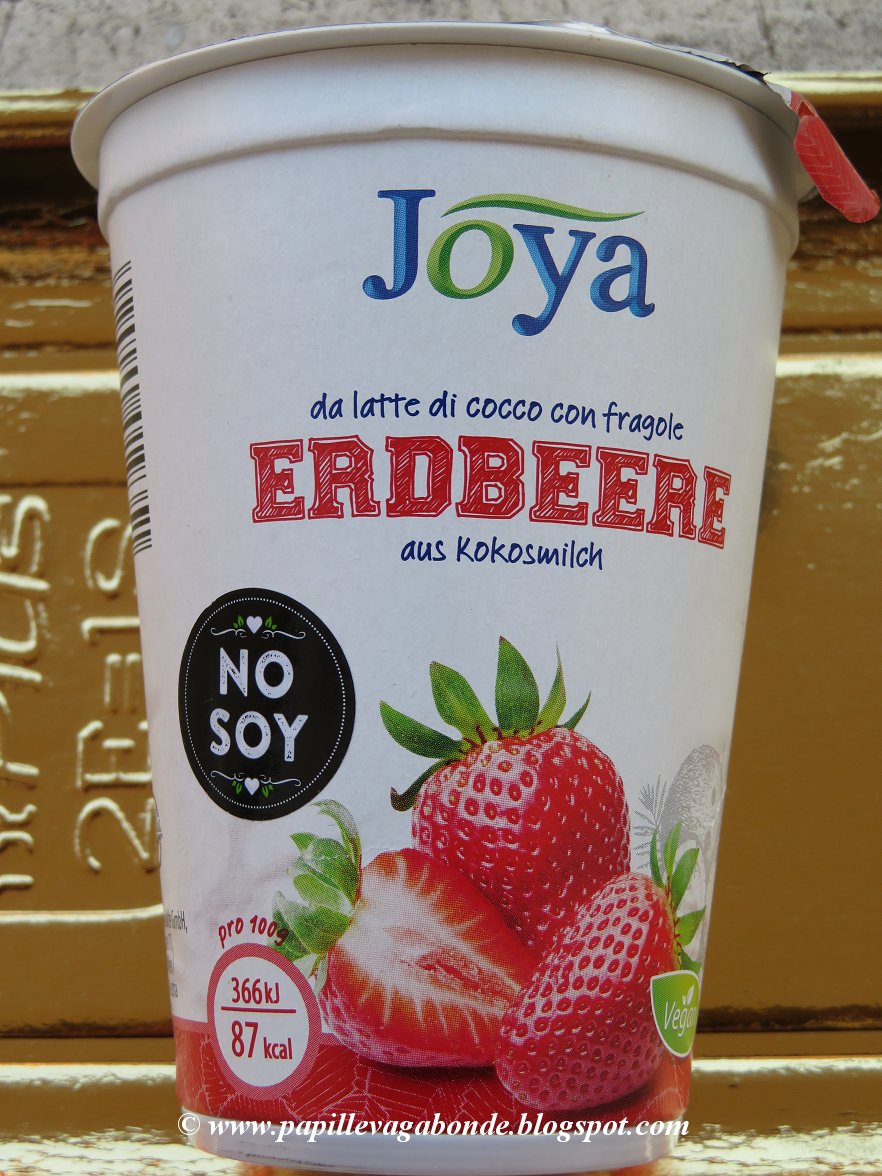 Joya
da latte di cocco con fragole
ERDBEERE
aus Kokosmilch
NO
SOY
pro 100g
366 kJ
87 kcal
Vegan
© www.papillevagabonde.blogspot.com